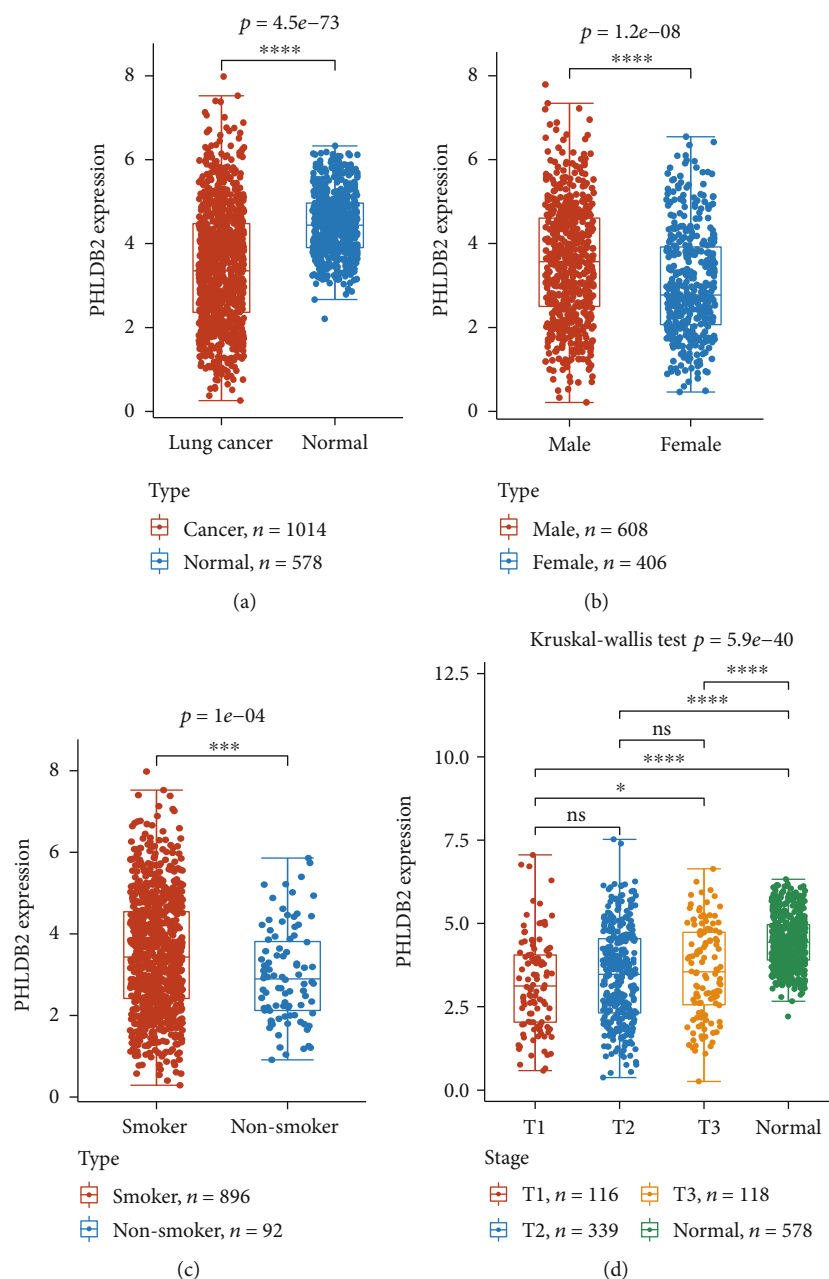 p = 4.5e−73
****
8
6
4
2
0
PHLDB2 expression
Lung cancer
Normal
Type
Cancer, n = 1014
Normal, n = 578
(a)
p = 1.2e−08
****
8
6
4
2
0
PHLDB2 expression
Male
Female
Type
Male, n = 608
Female, n = 406
(b)
p = 1e−04
***
8
6
4
2
0
PHLDB2 expression
Smoker
Non-smoker
Type
Smoker, n = 896
Non-smoker, n = 92
(c)
Kruskal-wallis test p = 5.9e−40
12.5
10.0
7.5
5.0
2.5
0.0
PHLDB2 expression
****
****
ns
****
*
ns
T1
T2
T3
Normal
Stage
T1, n = 116
T3, n = 118
T2, n = 339
Normal, n = 578
(d)